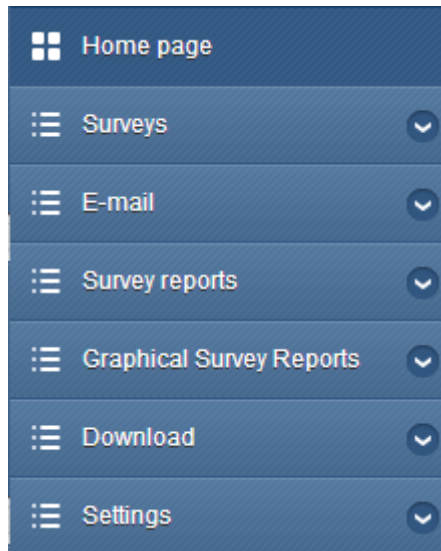 Home page
Surveys
E-mail
Survey reports
Graphical Survey Reports
Download
Settings